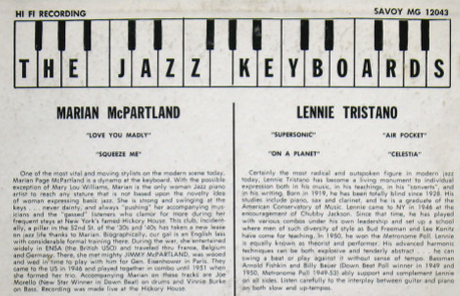 HI FI RECORDING
SAVOY MG 12043
THE JAZZ KEYBOARDS
MARIAN McPARTLAND
"LOVE YOU MADLY"
"SQUEEZE ME"
One of the most vital and moving stylists on the modern scene today,
Marian Page McPartland is a dynamo at the keyboard. With the possible
exception of Mary Lou Williams, Marian is the only woman Jazz piano
artist to reach any stature that is not based upon the novelty idea
of women expressing basic jazz. She is strong and swinging at the
keys . . . never dainty, and always "pushing" her accompanying mus-
icians and the "gassed" listeners who clamor for more during her
frequent stays at New York's famed Hickory House. This club, inciden-
ally, a pillar in the 52nd St. of the '30s and '40s has taken a new lease
on jazz life thanks to Marian. Biographically, our gal is an English lass
with considerable formal training there. During the war, she entertained
widely in ENSA (the British USO) and travelled thru France, Belgium
and Germany. There, she met mighty JIMMY McPARTLAND, was wooed
and wed in time to play with him for Gen. Eisenhower in Paris. They
came to the US in 1946 and played together in combo until 1951 when
she formed her trio. Accompanying Marian on these tracks are Joe
Morello (New Star Winner in Down Beat) on drums and Vinnie Burke
on Bass. Recording was made live at the Hickory House.
LENNIE TRISTANO
"SUPERSONIC" "AIR POCKET"
"ON A PLANET" "CELESTIA"
Certainly the most radical and outspoken figure in modern jazz
today, Lennie Tristano has become a living monument to individual
expression both in his music, in his teachings, in his "converts", and
in his writing. Born in 1919, he has been totally blind since 1928. His
studies include piano, sax and clarinet, and he is a graduate of the
American Conservatory of Music. Lennie came to NY in 1946 at the
encouragement of Chubby Jackson. Since that time, he has played
with various combos under his own leadership and set up a school
where men of such diversity of style as Bud Freeman and Lee Konitz
have come for teaching. In 1950, he won the Metronome Poll. Lennie
is equally known as theorist and performer. His advanced harmonic
techniques can be both explosive and tenderly abstract . . . he can
swing a beat or play against it without sense of tempo. Bassman
Arnold Fishkin and Billy Bauer (Down Beat Poll winner in 1949 and
1950, Metronome Poll 1949-53) ably support and complement Lennie
on all sides. Listen carefully to the interplay between guitar and piano
on both slow and up-tempos.